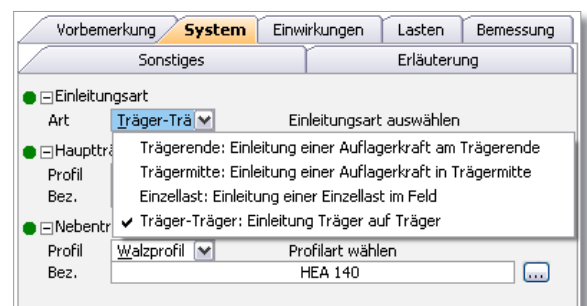 Vorbemerkung System Einwirkungen Lasten Bemessung
Sonstiges Erläuterung
Einleitungsart
Art Träger-Trä Einleitungsart auswählen
Haupttr
Trägerende: Einleitung einer Auflagerkraft am Trägerende
Profil
Trägermitte: Einleitung einer Auflagerkraft in Trägermitte
Bez.
Einzellast: Einleitung einer Einzellast im Feld
Nebentr
Träger-Träger: Einleitung Träger auf Träger
Profil Walzprofil Profilart wählen
Bez. HEA 140 ...